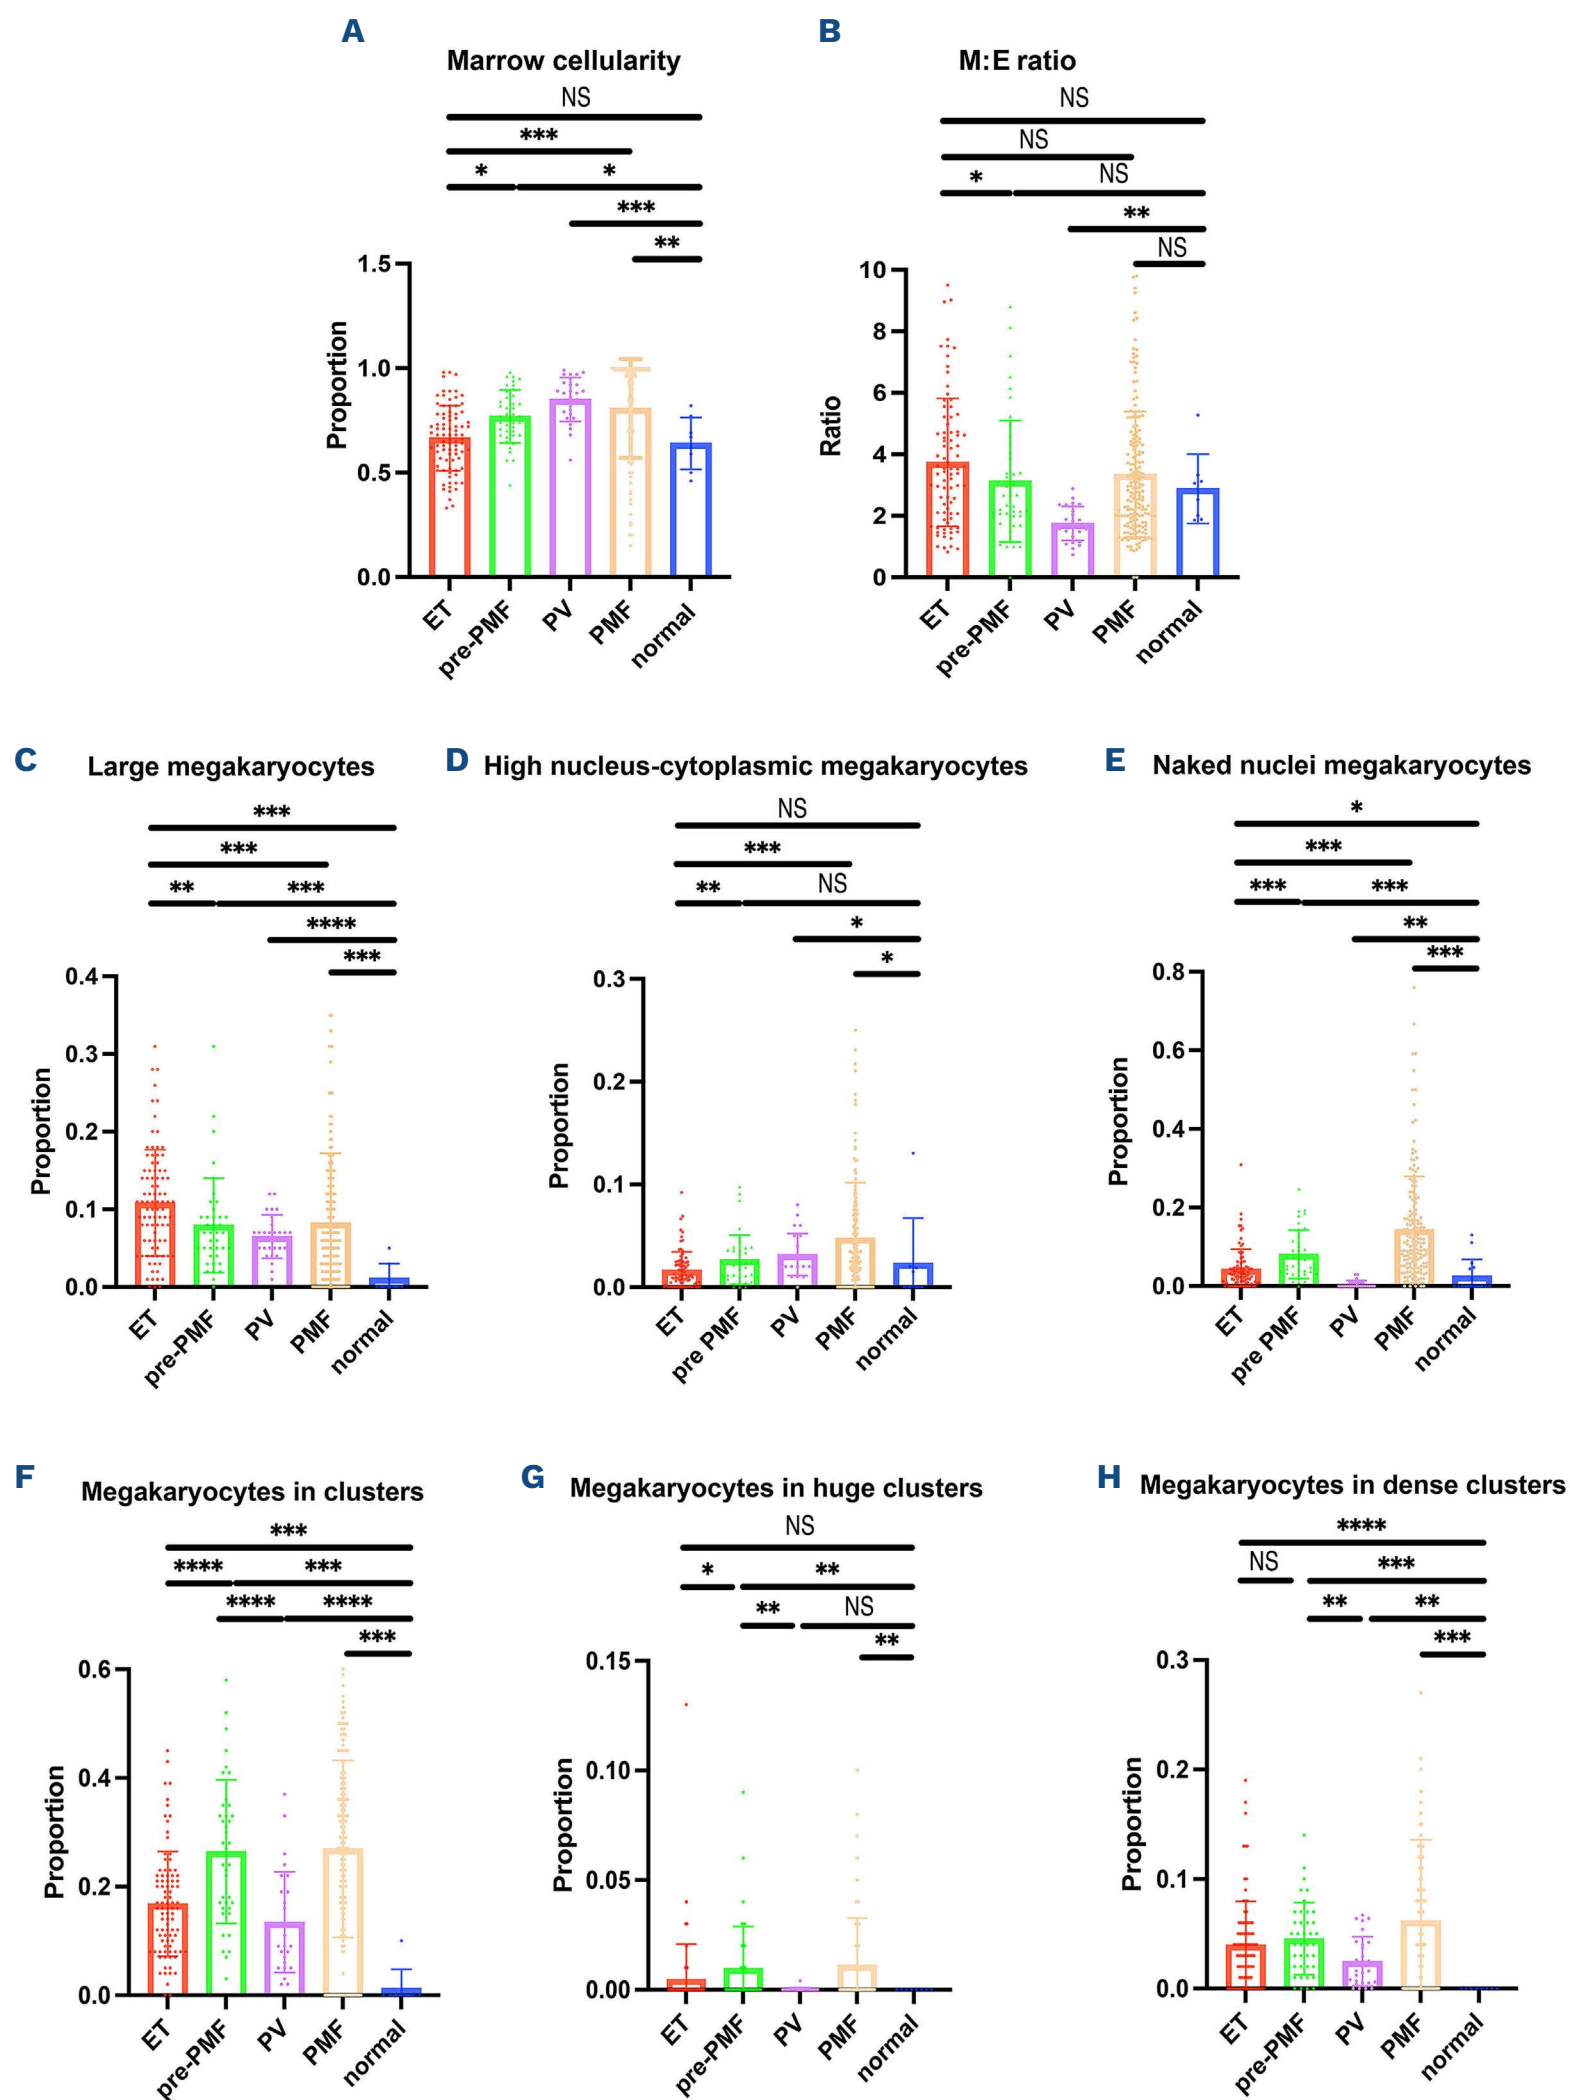 A
B
Marrow cellularity
M:E ratio
NS
***
*
*
***
**
NS
NS
*
NS
**
NS
Proportion
1.5
1.0
0.5
0.0
Ratio
10
8
6
4
2
0
ET
pre-PMF
PV
PMF
normal
ET
pre-PMF
PV
PMF
normal
C
Large megakaryocytes
D
High nucleus-cytoplasmic megakaryocytes
E
Naked nuclei megakaryocytes
***
***
**
***
****
***
NS
***
**
NS
*
*
*
***
***
***
**
***
Proportion
0.4
0.3
0.2
0.1
0.0
Proportion
0.3
0.2
0.1
0.0
Proportion
0.8
0.6
0.4
0.2
0.0
ET
pre-PMF
PV
PMF
normal
ET
pre PMF
PV
PMF
normal
ET
pre PMF
PV
PMF
normal
F
Megakaryocytes in clusters
G
Megakaryocytes in huge clusters
H
Megakaryocytes in dense clusters
***
****
***
****
****
***
NS
*
**
**
NS
**
****
NS
***
**
**
***
Proportion
0.6
0.4
0.2
0.0
Proportion
0.15
0.10
0.05
0.00
Proportion
0.3
0.2
0.1
0.0
ET
pre-PMF
PV
PMF
normal
ET
pre-PMF
PV
PMF
normal
ET
pre-PMF
PV
PMF
normal